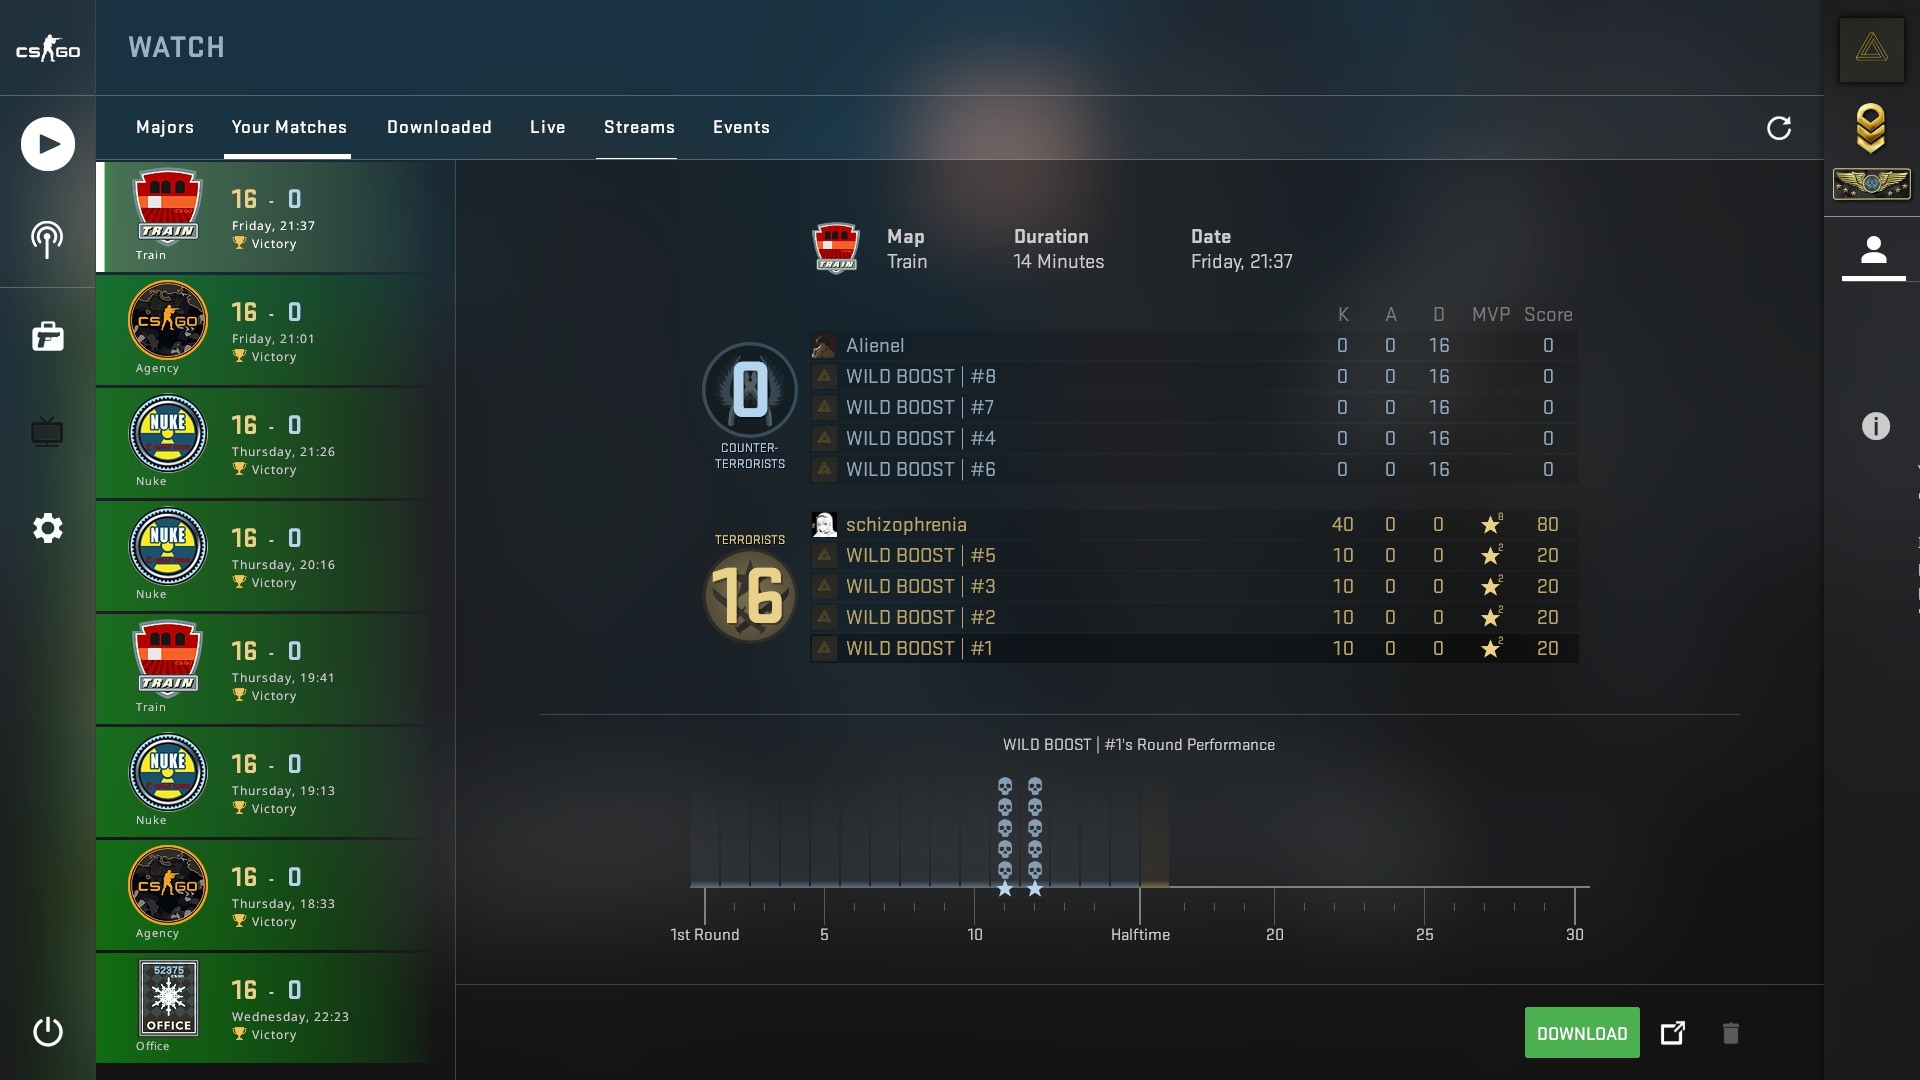 CS GO
WATCH
Majors
Your Matches
Downloaded
Live
Streams
Events
TRAIN
Train
16 - 0
Friday, 21:37
Victory
CS GO
Agency
16 - 0
Friday, 21:01
Victory
NUKE
Nuke
16 - 0
Thursday, 21:26
Victory
NUKE
Nuke
16 - 0
Thursday, 20:16
Victory
TRAIN
Train
16 - 0
Thursday, 19:41
Victory
NUKE
Nuke
16 - 0
Thursday, 19:13
Victory
CS GO
Agency
16 - 0
Thursday, 18:33
Victory
52375
OFFICE
Office
16 - 0
Wednesday, 22:23
Victory
TRAIN
Map
Train
Duration
14 Minutes
Date
Friday, 21:37
K A D MVP Score
0
COUNTER-
TERRORISTS
Alienel 0 0 16 0
WILD BOOST | #8 0 0 16 0
WILD BOOST | #7 0 0 16 0
WILD BOOST | #4 0 0 16 0
WILD BOOST | #6 0 0 16 0
TERRORISTS
16
schizophrenia 40 0 0 8 80
WILD BOOST | #5 10 0 0 2 20
WILD BOOST | #3 10 0 0 2 20
WILD BOOST | #2 10 0 0 2 20
WILD BOOST | #1 10 0 0 2 20
WILD BOOST | #1's Round Performance
1st Round 5 10 Halftime 20 25 30
DOWNLOAD